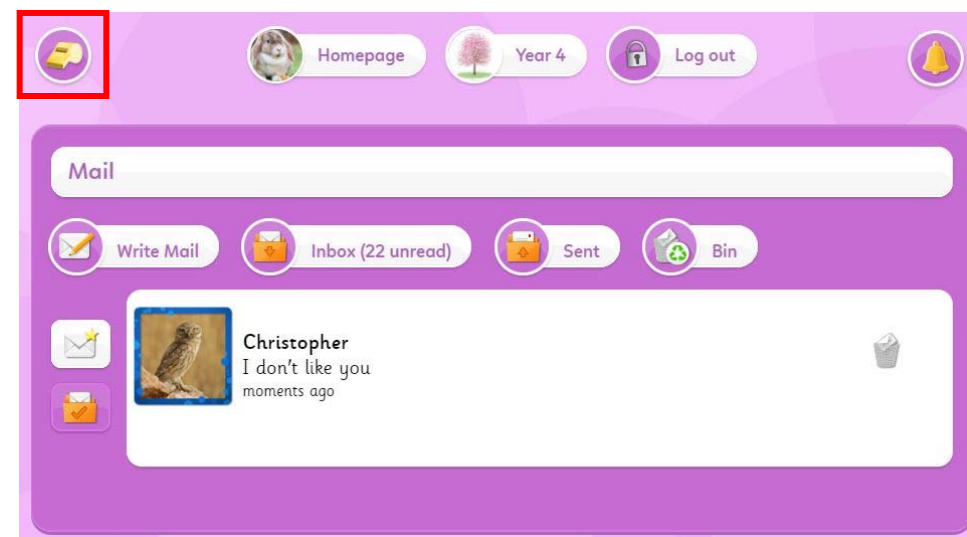 Homepage
Year 4
Log out
Mail
Write Mail
Inbox (22 unread)
Sent
Bin
Christopher
I don't like you
moments ago